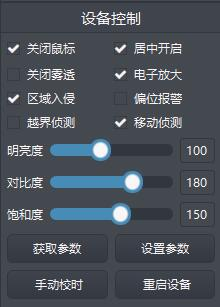 设备控制
关闭鼠标 居中开启
关闭雾透 电子放大
区域入侵 偏位报警
越界侦测 移动侦测
明亮度 100
对比度 180
饱和度 150
获取参数 设置参数
手动校时 重启设备